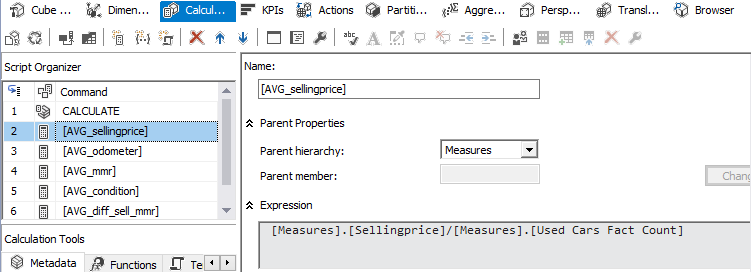 Cube ... Dim... Calcul... KPIs Actions Partiti... Aggre... Persp... Transl... Browser
Script Organizer
Command
1 CALCULATE
2 [AVG_sellingprice]
3 [AVG_odometer]
4 [AVG_mmr]
5 [AVG_condition]
6 [AVG_diff_sell_mmr]
Calculation Tools
Metadata Functions Te
Name:
[AVG_sellingprice]
Parent Properties
Parent hierarchy: Measures
Parent member: Chang
Expression
[Measures].[Sellingprice]/[Measures].[Used Cars Fact Count]